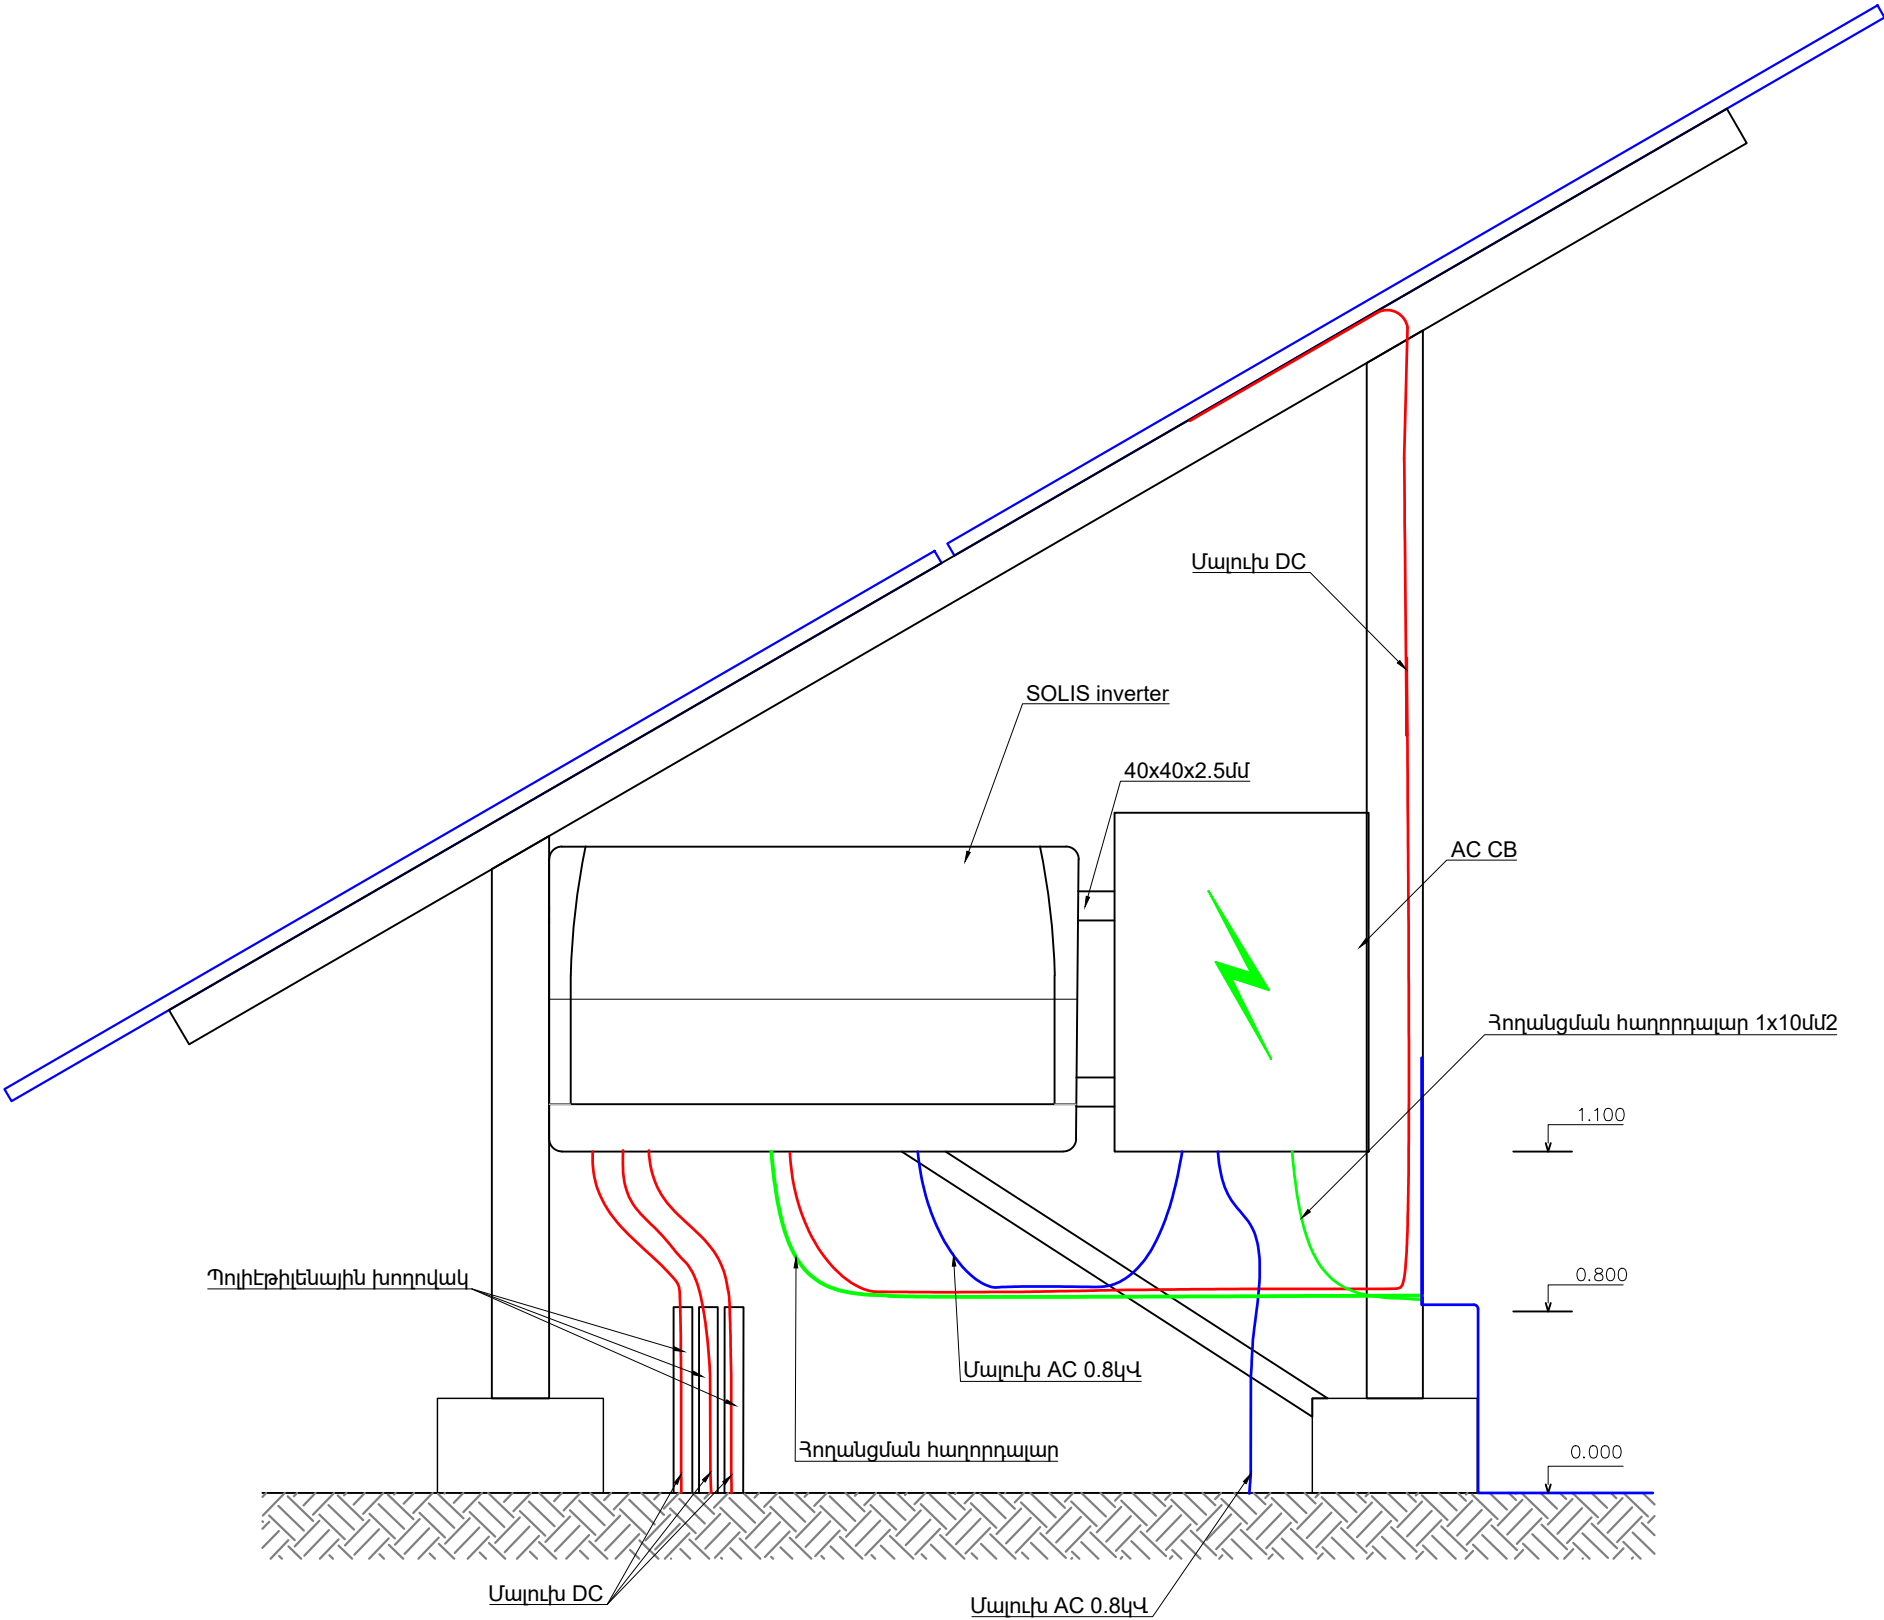 Մալուխ DC
SOLIS inverter
40x40x2.5մմ
AC CB
Հողանցման հաղորդալար 1x10մմ2
1.100
Պոլիէթիլենային խողովակ
0.800
Մալուխ AC 0.8կՎ
Հողանցման հաղորդալար
0.000
Մալուխ DC
Մալուխ AC 0.8կՎ